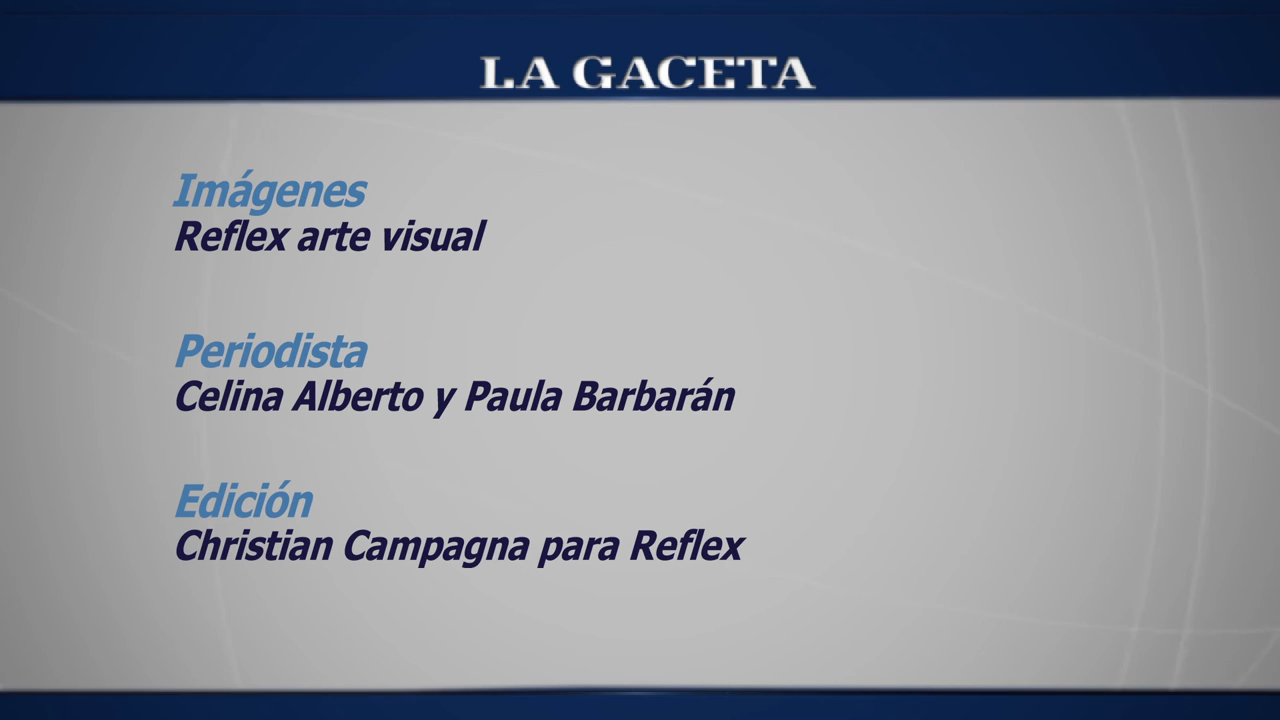 LA GACETA
Imágenes
Reflex arte visual
Periodista
Celina Alberto y Paula Barbarán
Edición
Christian Campagna para Reflex